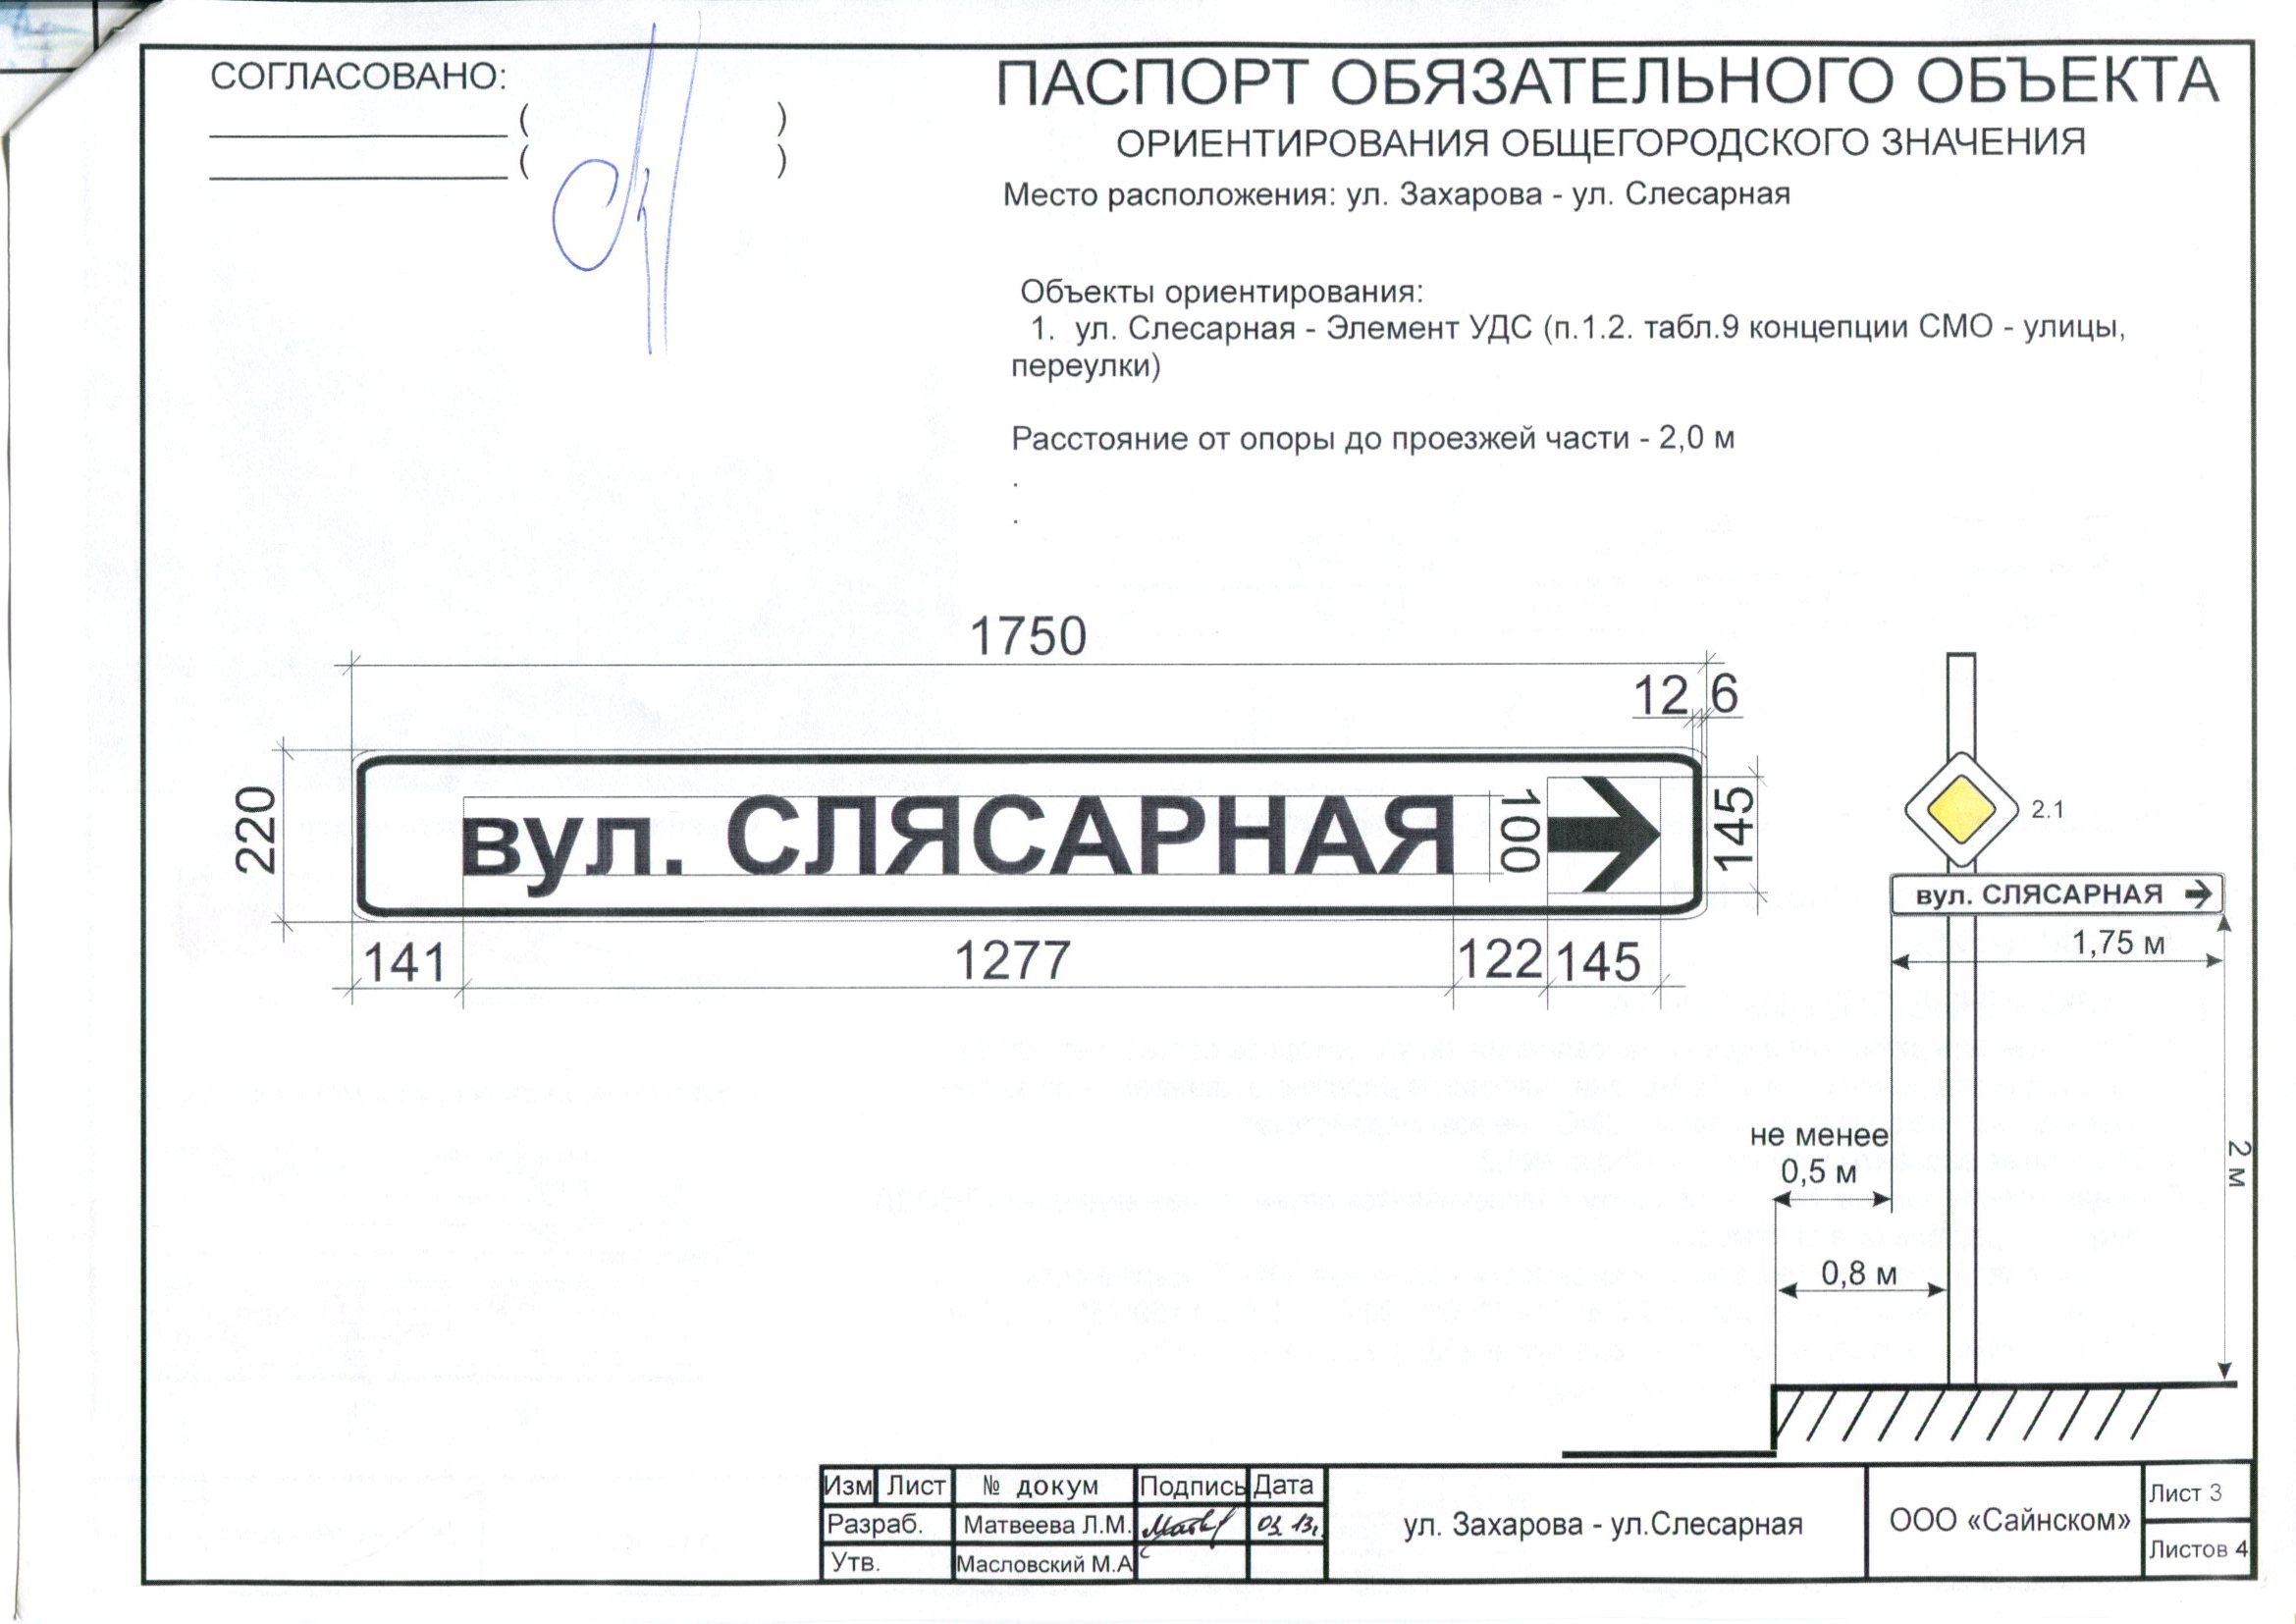 СОГЛАСОВАНО:
( )
( )
ПАСПОРТ ОБЯЗАТЕЛЬНОГО ОБЪЕКТА
ОРИЕНТИРОВАНИЯ ОБЩЕГОРОДСКОГО ЗНАЧЕНИЯ
Место расположения: ул. Захарова - ул. Слесарная
Объекты ориентирования:
1. ул. Слесарная - Элемент УДС (п.1.2. табл.9 концепции СМО - улицы,
переулки)
Расстояние от опоры до проезжей части - 2,0 м
.
.
1750
12 6
220
вул. СЛЯСАРНАЯ
100
145
141 1277 122 145
2.1
вул. СЛЯСАРНАЯ
1,75 м
не менее
0,5 м
2 м
0,8 м
Изм Лист № докум Подпись Дата
Разраб. Матвеева Л.М. 03.13г.
Утв. Масловский М.А
ул. Захарова - ул.Слесарная
ООО «Сайнском»
Лист 3
Листов 4